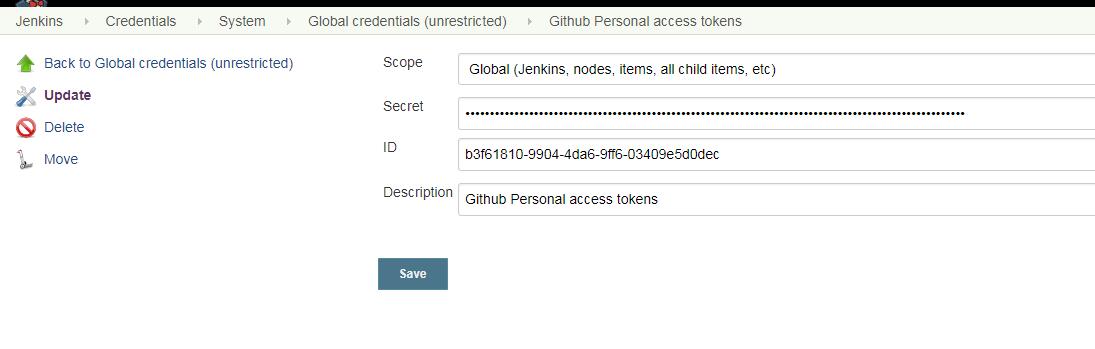 Jenkins Credentials System Global credentials (unrestricted) Github Personal access tokens
Back to Global credentials (unrestricted)
Update
Delete
Move
Scope Global (Jenkins, nodes, items, all child items, etc)
Secret
ID b3f61810-9904-4da6-9ff6-03409e5d0dec
Description Github Personal access tokens
Save